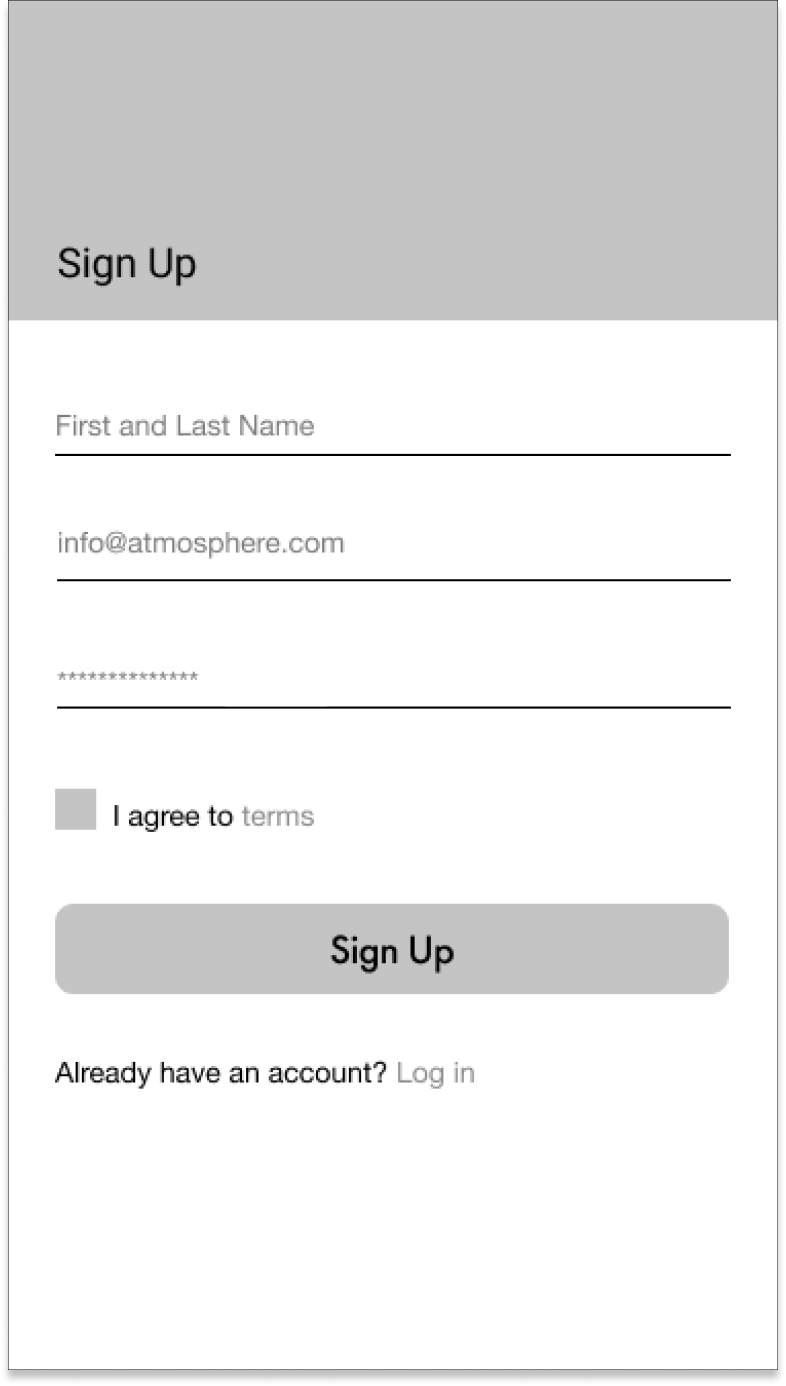 Sign Up
First and Last Name
info@atmosphere.com
**************
I agree to terms
Sign Up
Already have an account? Log in